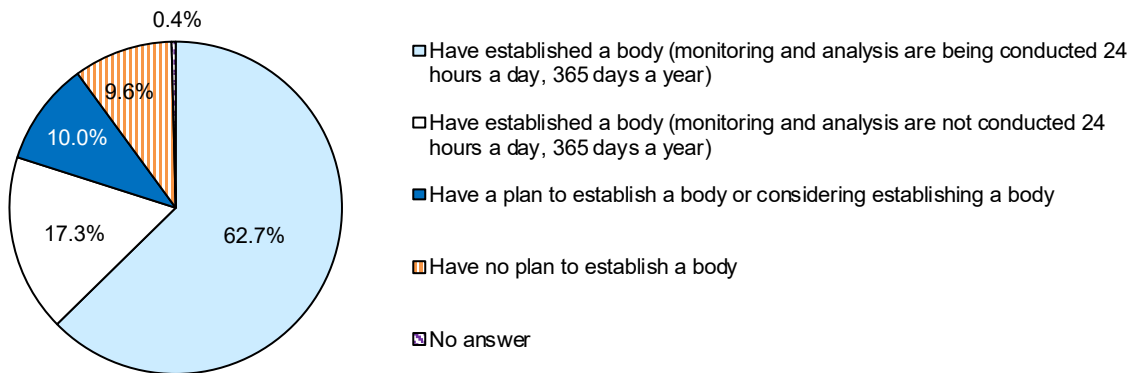 0.4%
9.6%
10.0%
17.3%
62.7%
Have established a body (monitoring and analysis are being conducted 24
hours a day, 365 days a year)
Have established a body (monitoring and analysis are not conducted 24
hours a day, 365 days a year)
Have a plan to establish a body or considering establishing a body
Have no plan to establish a body
No answer